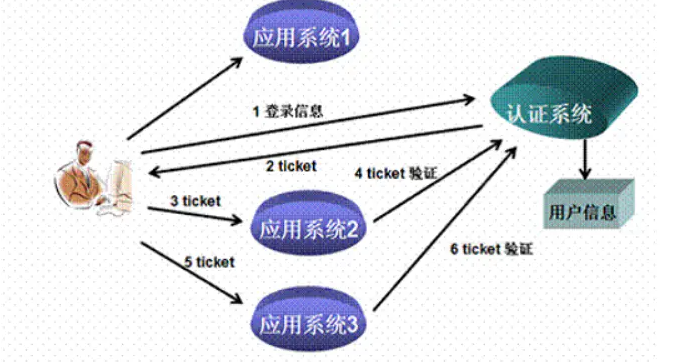 应用系统1
1 登录信息
认证系统
2 ticket
4 ticket 验证
3 ticket
应用系统2
用户信息
5 ticket
6 ticket 验证
应用系统3